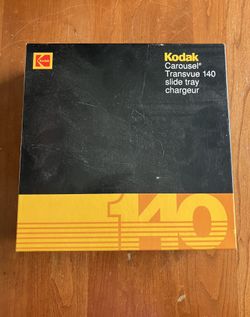 Kodak
Carousel®
Transvue 140
slide tray
chargeur
140